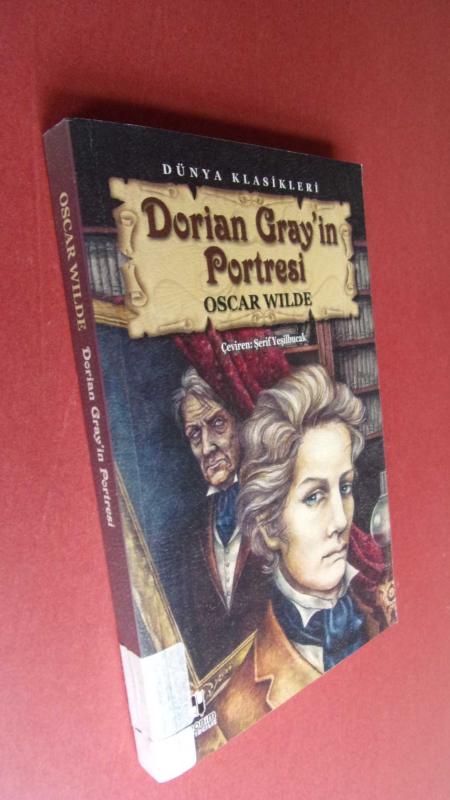 DÜNYA KLASİKLERİ
Dorian Gray'in
Portresi
OSCAR WILDE
Çeviren: Şerif Yeşilbucak
OSCAR WILDE Dorian Gray'in Portresi